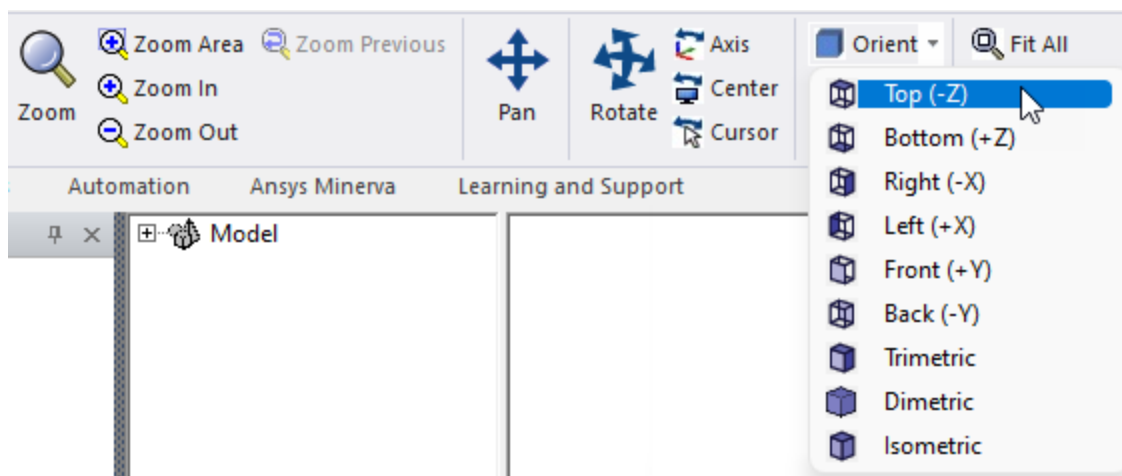 Zoom
Zoom Area
Zoom Previous
Zoom In
Zoom Out
Pan
Rotate
Axis
Center
Cursor
Orient
Fit All
Top (-Z)
Bottom (+Z)
Right (-X)
Left (+X)
Front (+Y)
Back (-Y)
Trimetric
Dimetric
Isometric
Automation
Ansys Minerva
Learning and Support
Model